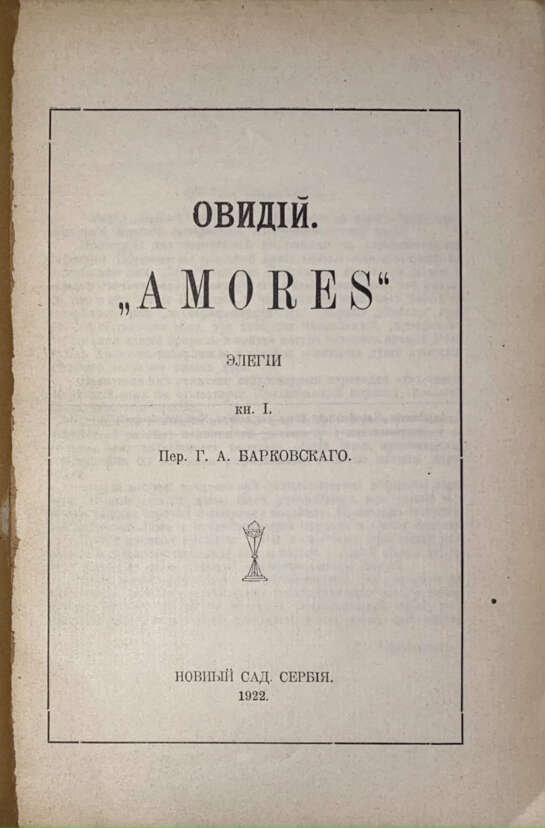 ОВИДІЙ.
„AMORES“
ЭЛЕГІИ
кн. I.
Пер. Г. А. БАРКОВСКАГО.
НОВЫЙ САД. СЕРБІЯ.
1922.